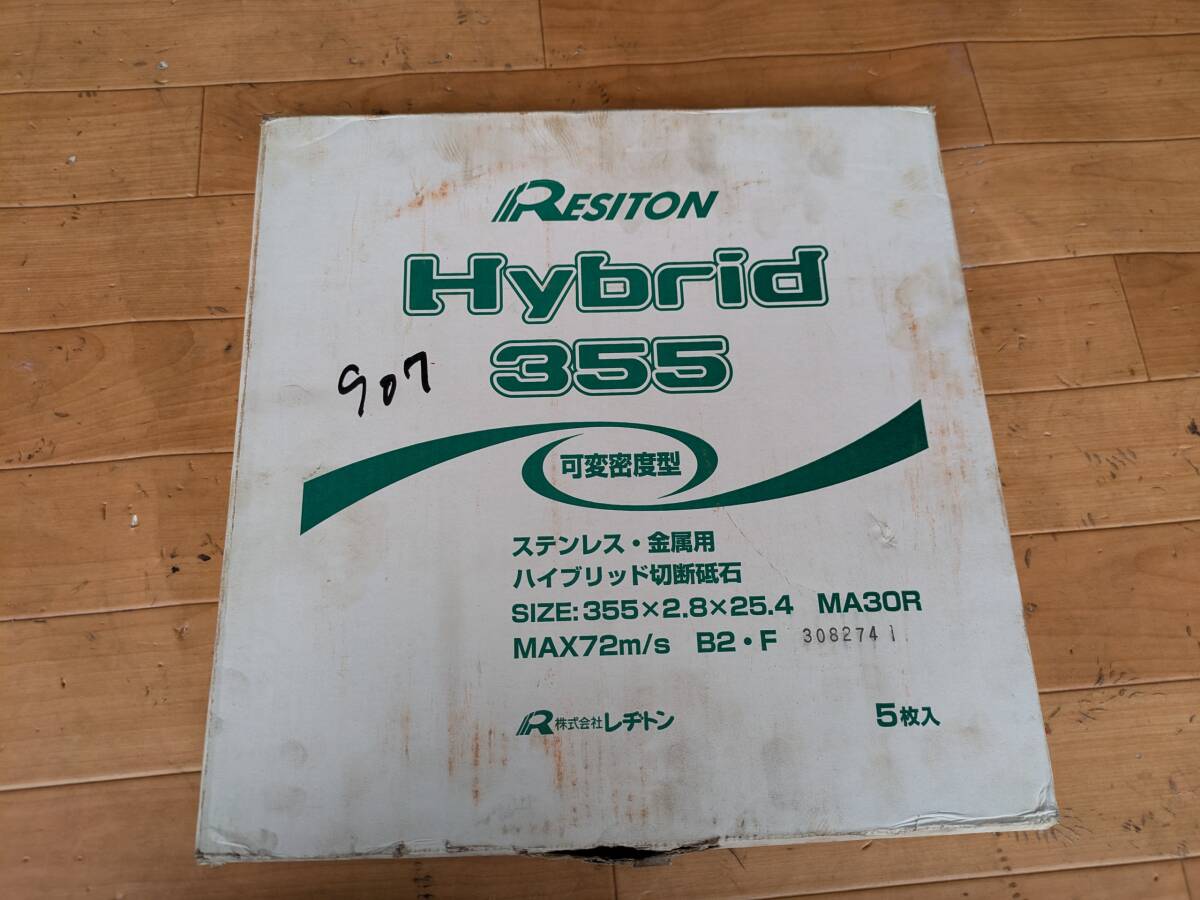 RESITON
Hybrid
355
907
可変密度型
ステンレス・金属用
ハイブリッド切断砥石
SIZE:355×2.8×25.4 MA30R
MAX72m/s B2・F 3082741
株式会社レヂトン
5枚入